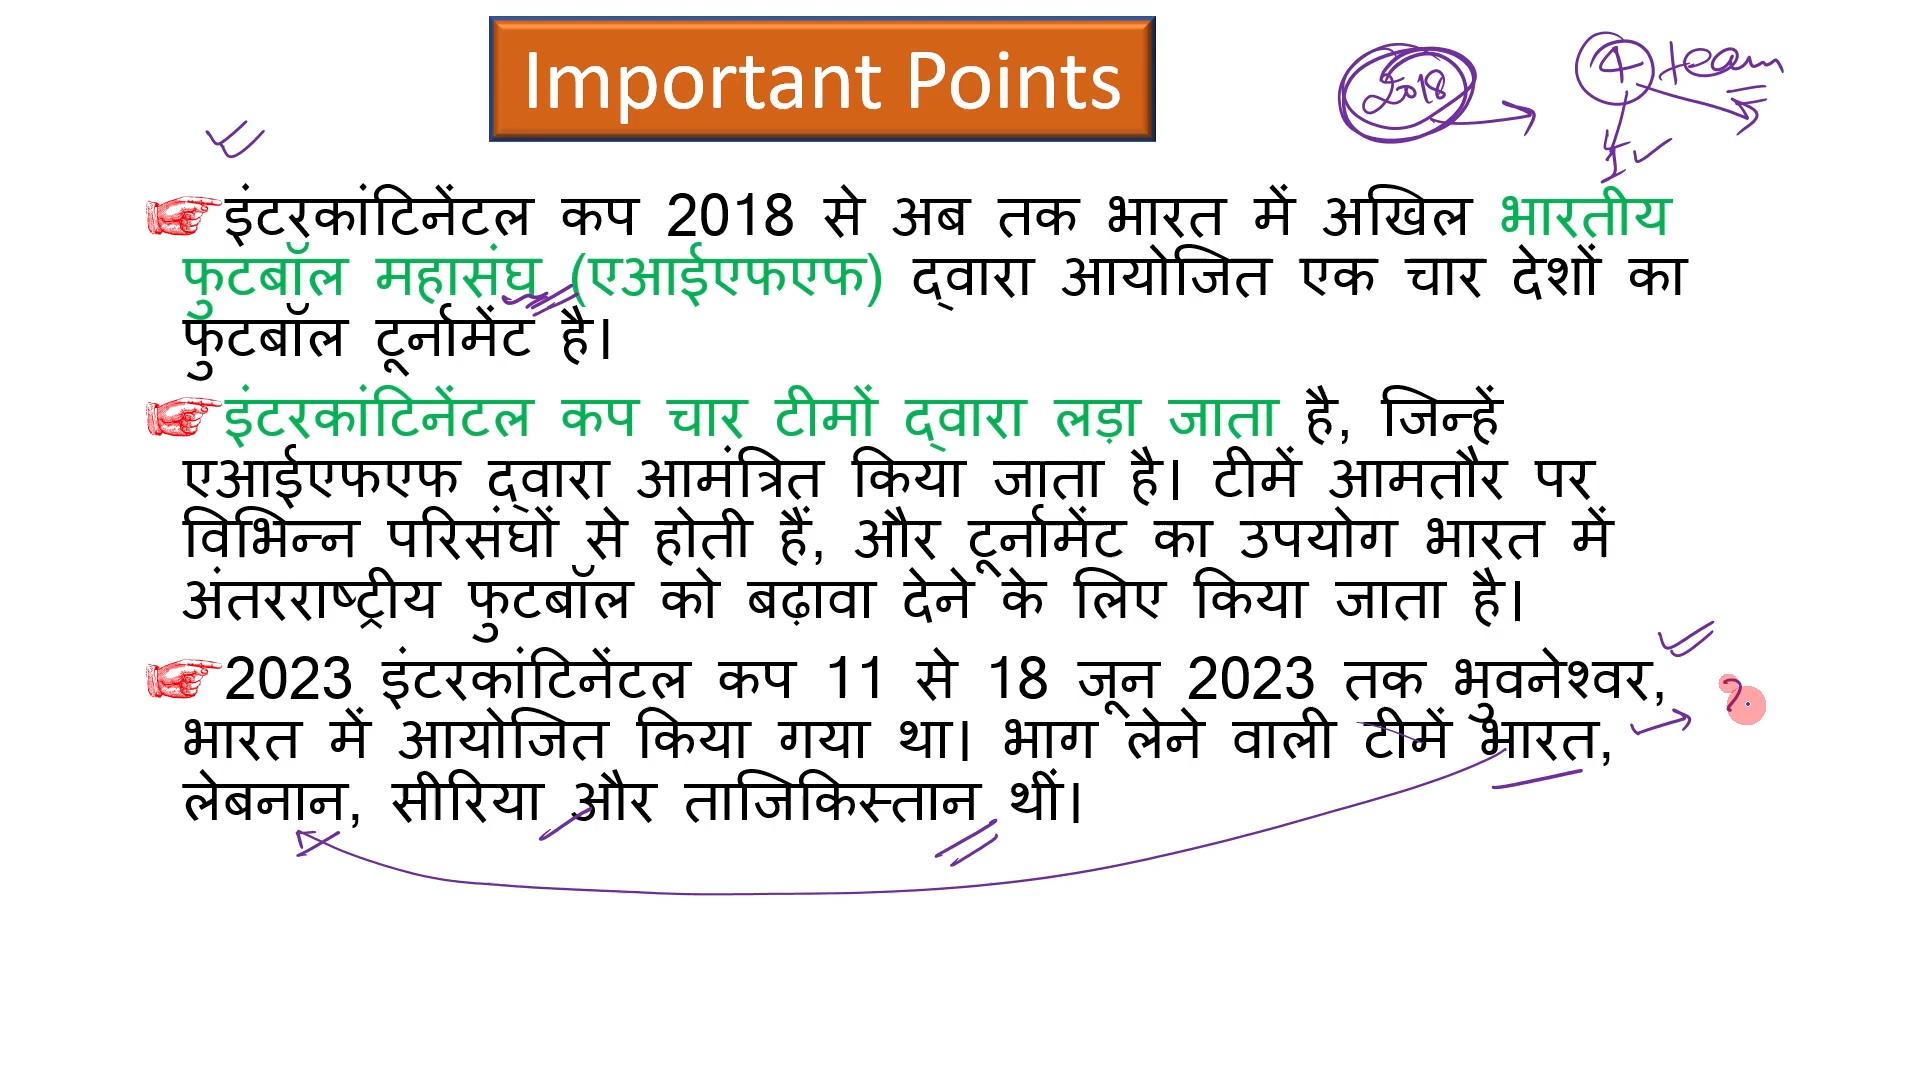 Important Points
2018
4 team
इंटरकांटिनेंटल कप 2018 से अब तक भारत में अखिल भारतीय
फुटबॉल महासंघ (एआईएफएफ) द्वारा आयोजित एक चार देशों का
फुटबॉल टूर्नामेंट है।
इंटरकांटिनेंटल कप चार टीमों द्वारा लड़ा जाता है, जिन्हें
एआईएफएफ द्वारा आमंत्रित किया जाता है। टीमें आमतौर पर
विभिन्न परिसंघों से होती हैं, और टूर्नामेंट का उपयोग भारत में
अंतरराष्ट्रीय फुटबॉल को बढ़ावा देने के लिए किया जाता है।
2023 इंटरकांटिनेंटल कप 11 से 18 जून 2023 तक भुवनेश्वर,
भारत में आयोजित किया गया था। भाग लेने वाली टीमें भारत,
लेबनान, सीरिया और ताजिकिस्तान थीं।